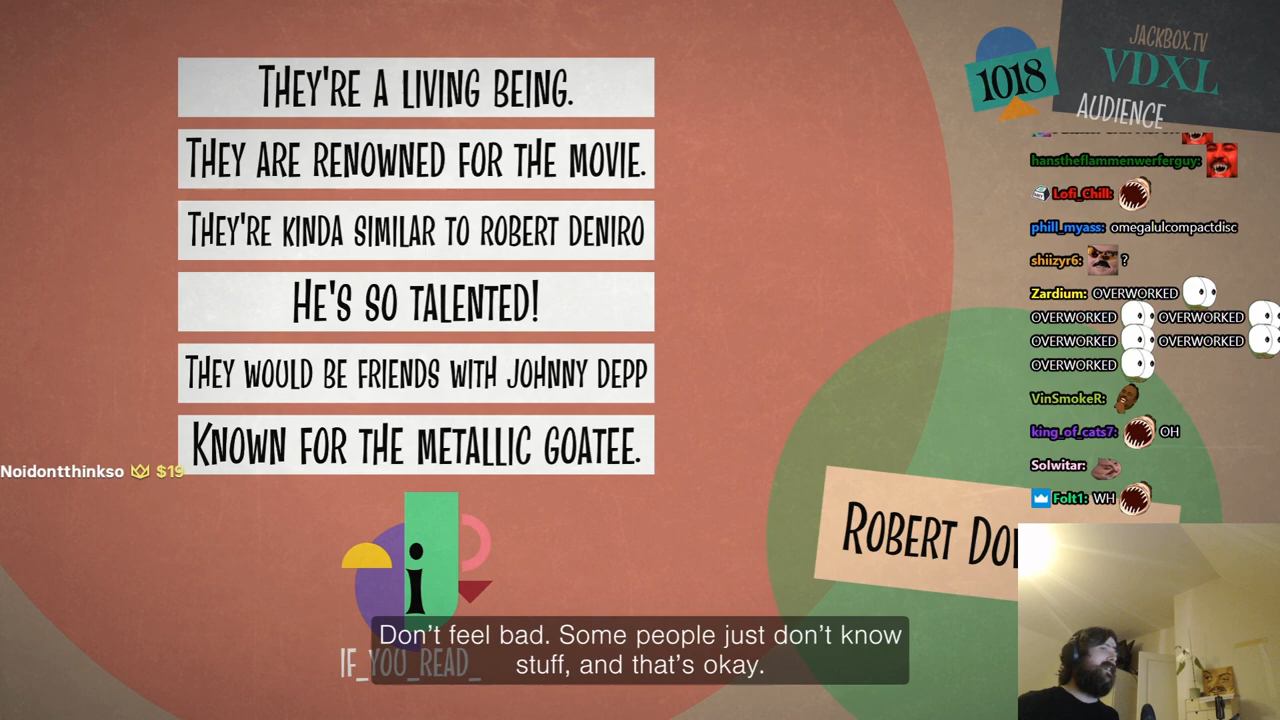 THEY'RE A LIVING BEING.
THEY ARE RENOWNED FOR THE MOVIE.
THEY'RE KINDA SIMILAR TO ROBERT DENIRO
HE'S SO TALENTED!
THEY WOULD BE FRIENDS WITH JOHNNY DEPP
KNOWN FOR THE METALLIC GOATEE.
Noidontthinkso $19
i
IF_YOU_READ_
Don't feel bad. Some people just don't know
stuff, and that's okay.
ROBERT DO
1018
JACKBOX.TV
VDXL
AUDIENCE
hanstheflammenwerferguy:
Lofi_Chill:
phill_myass: omegalulcompactdisc
shiizyr6: ?
Zardium: OVERWORKED
OVERWORKED OVERWORKED
OVERWORKED OVERWORKED
OVERWORKED
VinSmokeR:
king_of_cats7: OH
Solwitar:
Folt1: WH